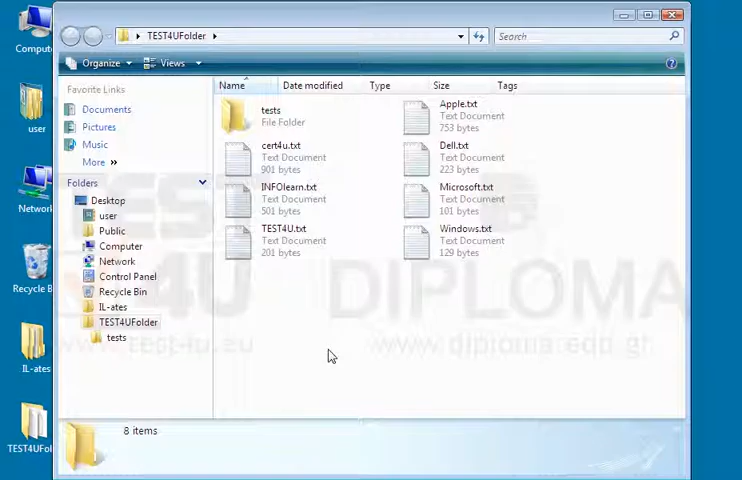 TEST4UFolder
Search
Organize
Views
Favorite Links
Documents
Pictures
Music
More
Folders
Desktop
user
Public
Computer
Network
Control Panel
Recycle Bin
IL-ates
TEST4UFolder
tests
Name
Date modified
Type
Size
Tags
tests
File Folder
Apple.txt
Text Document
753 bytes
cert4u.txt
Text Document
901 bytes
Dell.txt
Text Document
223 bytes
INFOlearn.txt
Text Document
501 bytes
Microsoft.txt
Text Document
101 bytes
TEST4U.txt
Text Document
201 bytes
Windows.txt
Text Document
129 bytes
8 items
Compute
user
Network
Recycle B
IL-ates
TEST4UFol
TEST
4U
DIPLOMA
www.test4u.eu
www.diploma.edu.gr